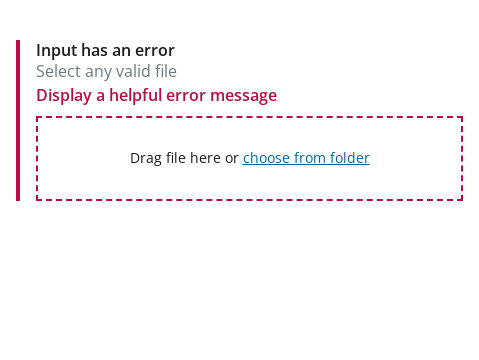 Input has an error
Select any valid file
Display a helpful error message
Drag file here or choose from folder